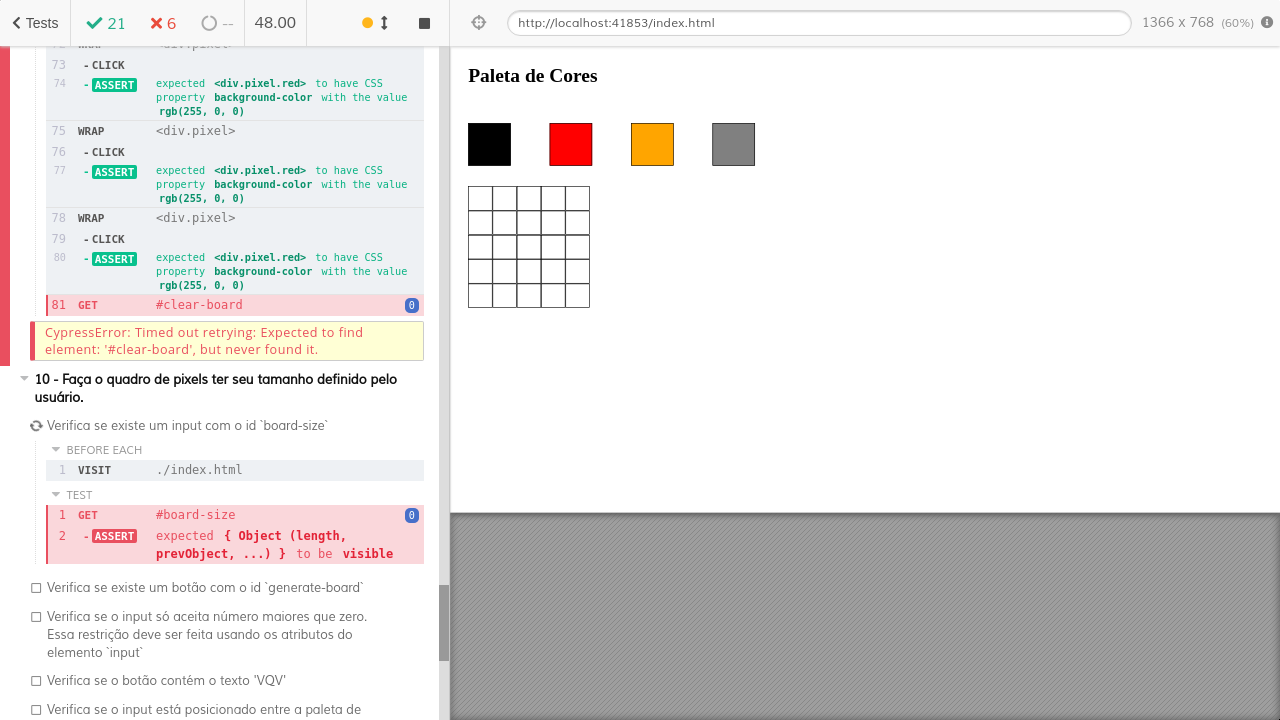 Tests
21
6
--
48.00
http://localhost:41853/index.html
1366 x 768 (60%)
72 WRAP <div.pixel>
73 - CLICK
74 - ASSERT expected <div.pixel.red> to have CSS
property background-color with the value
rgb(255, 0, 0)
75 WRAP <div.pixel>
76 - CLICK
77 - ASSERT expected <div.pixel.red> to have CSS
property background-color with the value
rgb(255, 0, 0)
78 WRAP <div.pixel>
79 - CLICK
80 - ASSERT expected <div.pixel.red> to have CSS
property background-color with the value
rgb(255, 0, 0)
81 GET #clear-board 0
CypressError: Timed out retrying: Expected to find
element: '#clear-board', but never found it.
10 - Faça o quadro de pixels ter seu tamanho definido pelo
usuário.
Verifica se existe um input com o id `board-size`
BEFORE EACH
1 VISIT ./index.html
TEST
1 GET #board-size 0
2 - ASSERT expected { Object (length,
prevObject, ...) } to be visible
Verifica se existe um botão com o id `generate-board`
Verifica se o input só aceita número maiores que zero.
Essa restrição deve ser feita usando os atributos do
elemento `input`
Verifica se o botão contém o texto 'VQV'
Verifica se o input está posicionado entre a paleta de
Paleta de Cores